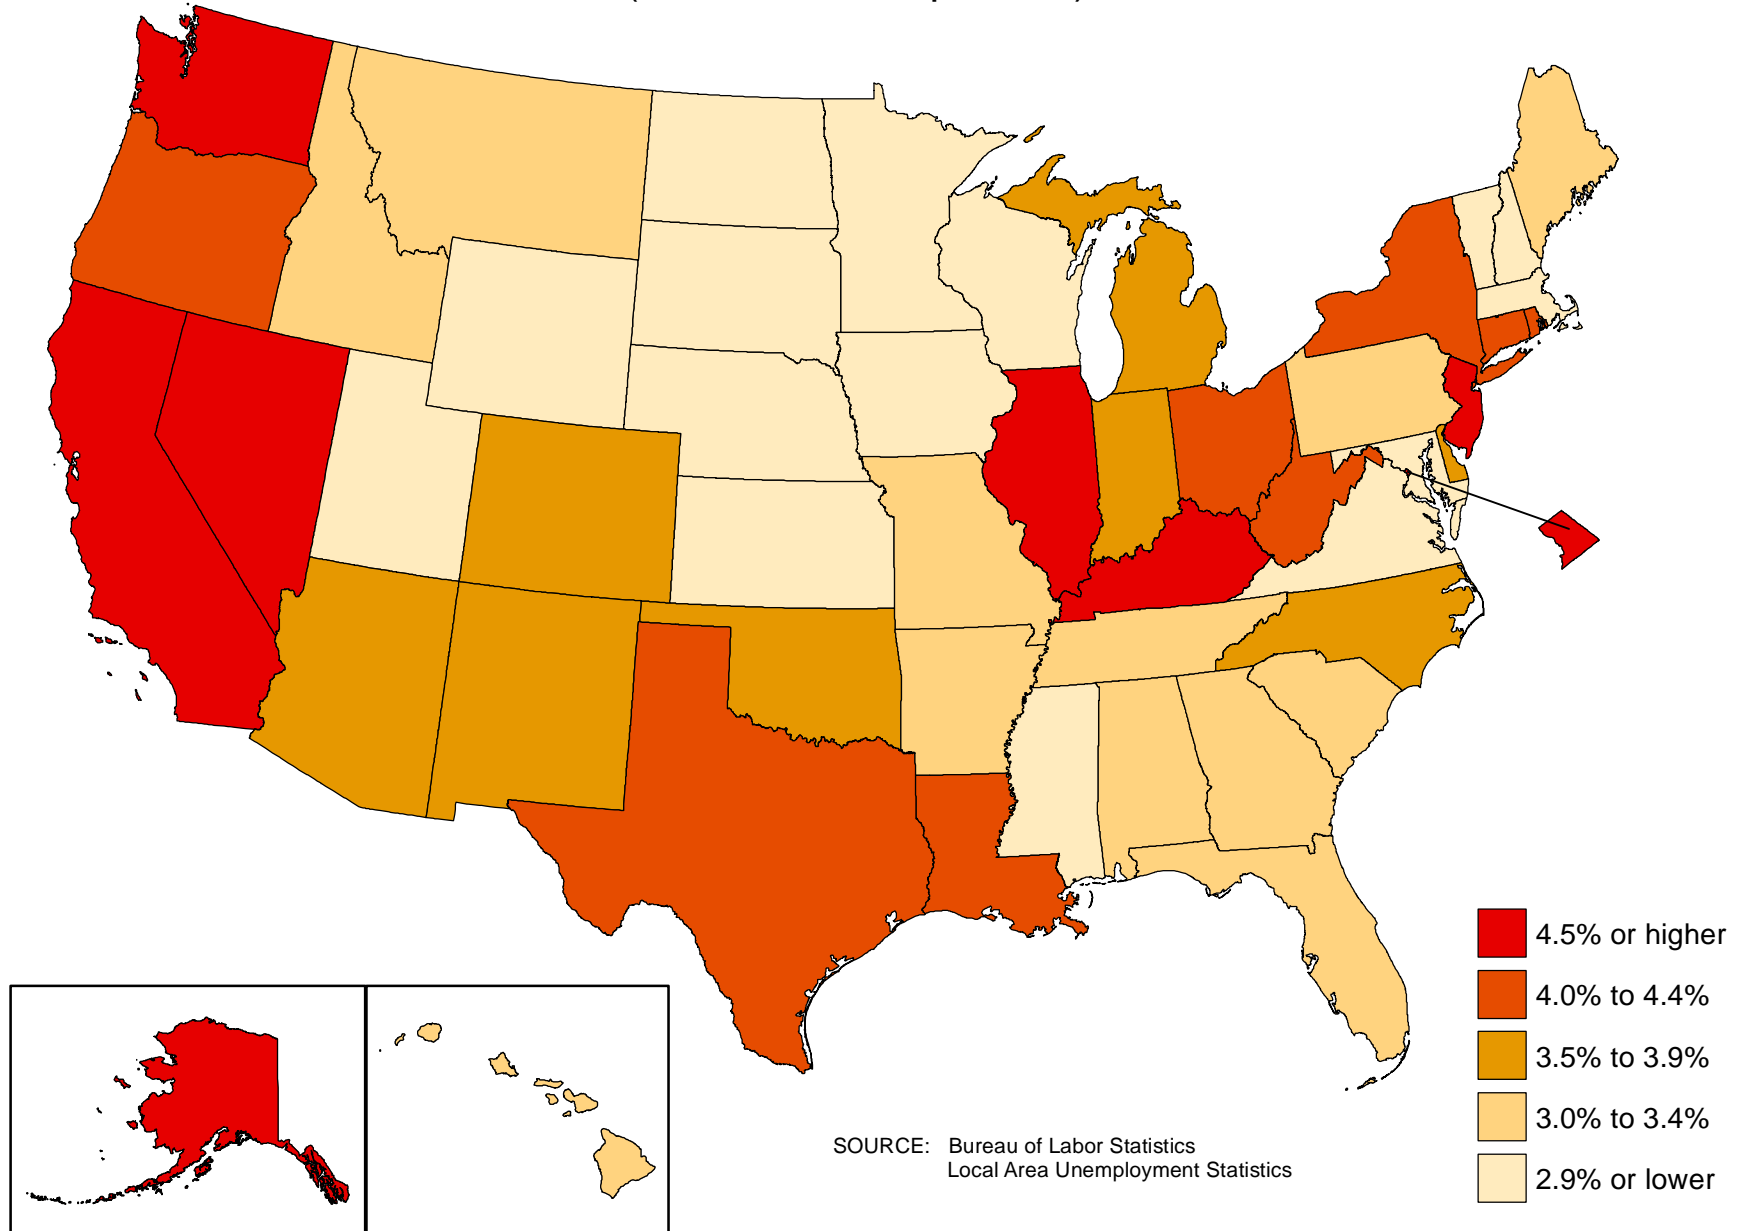 4.5% or higher
4.0% to 4.4%
3.5% to 3.9%
3.0% to 3.4%
2.9% or lower
SOURCE: Bureau of Labor Statistics
Local Area Unemployment Statistics